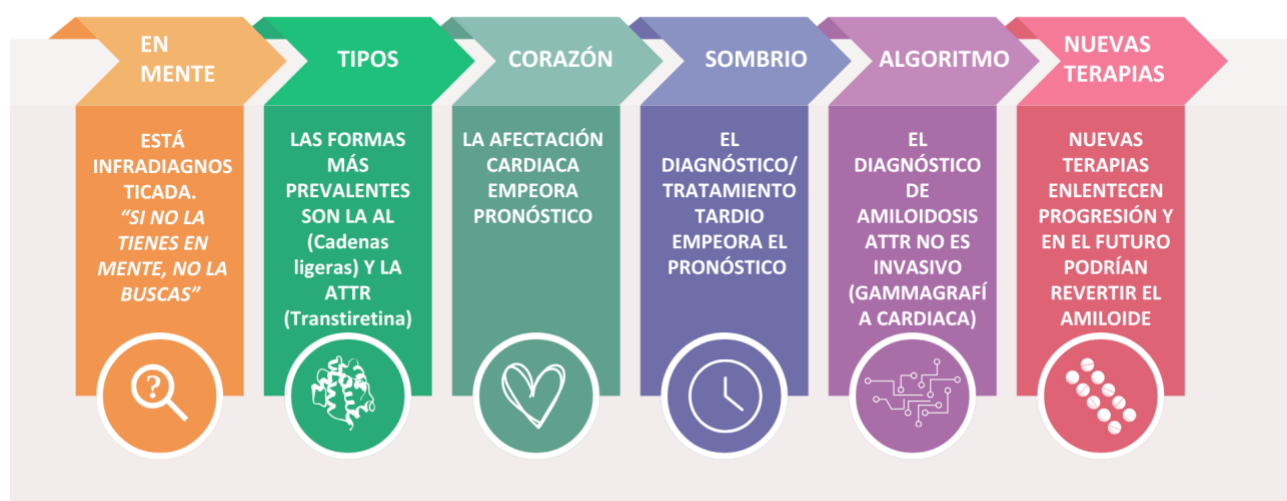 EN
MENTE
TIPOS
CORAZÓN
SOMBRIO
ALGORITMO
NUEVAS
TERAPIAS
ESTÁ
INFRADIAGNOS
TICADA.
“SI NO LA
TIENES EN
MENTE, NO LA
BUSCAS”
LAS FORMAS
MÁS
PREVALENTES
SON LA AL
(Cadenas
ligeras) Y LA
ATTR
(Transtiretina)
LA AFECTACIÓN
CARDIACA
EMPEORA
PRONÓSTICO
EL
DIAGNÓSTICO/
TRATAMIENTO
TARDIO
EMPEORA EL
PRONÓSTICO
EL
DIAGNÓSTICO
DE
AMILOIDOSIS
ATTR NO ES
INVASIVO
(GAMMAGRAFÍ
A CARDIACA)
NUEVAS
TERAPIAS
ENLENTECEN
PROGRESIÓN Y
EN EL FUTURO
PODRÍAN
REVERTIR EL
AMILOIDE
?